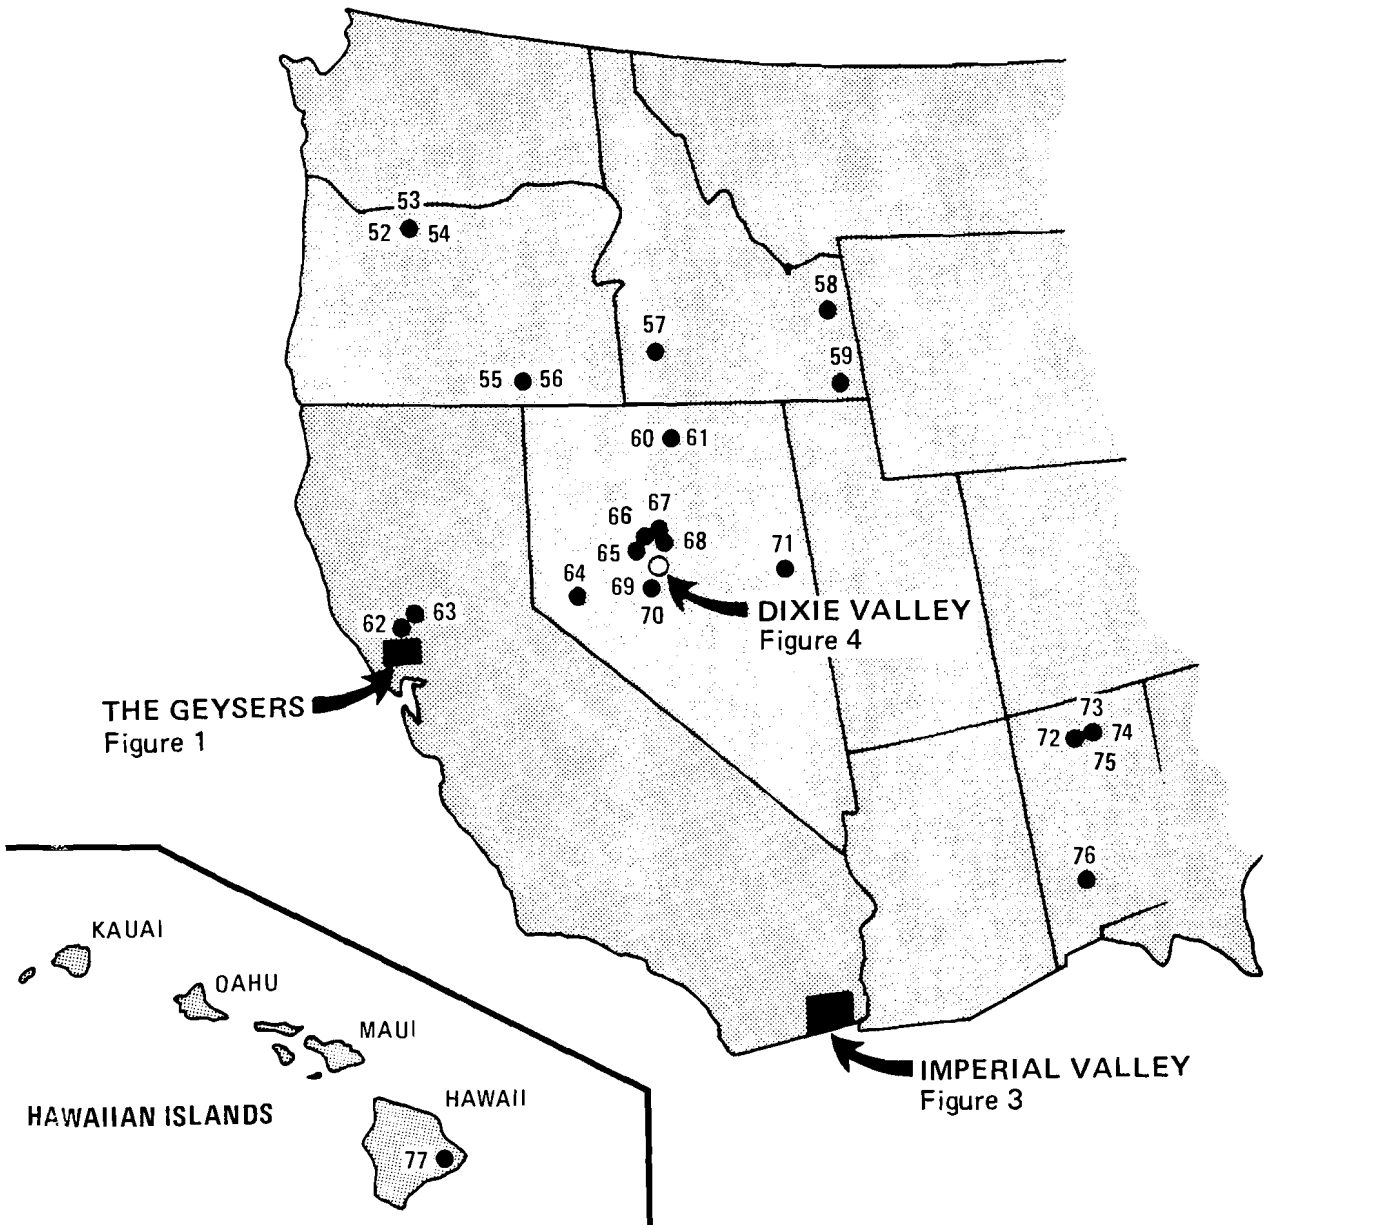 53
52 54
58
57
59
55 56
60 61
67
66
68
65
71
64
69
70
DIXIE VALLEY
Figure 4
63
62
THE GEYSERS
Figure 1
73
72 74
75
76
KAUAI
OAHU
MAUI
IMPERIAL VALLEY
Figure 3
HAWAII
HAWAIIAN ISLANDS
77